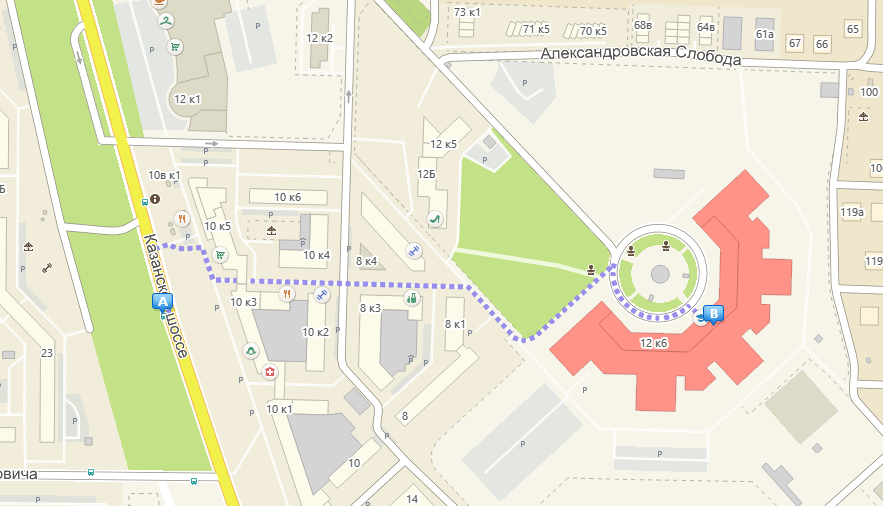 73 к1
71 к5
70 к5
68в
64в
61а
67
66
65
12 к2
Александровская Слобода
12 к1
100
P
12 к5
P
P
10в к1
12Б
Б
10 к6
10 к5
119а
10 к4
8 к4
Казанское шоссе
A
10 к3
8 к3
B
10 к2
8 к1
12 к6
23
10 к1
8
P
P
10
14
овича